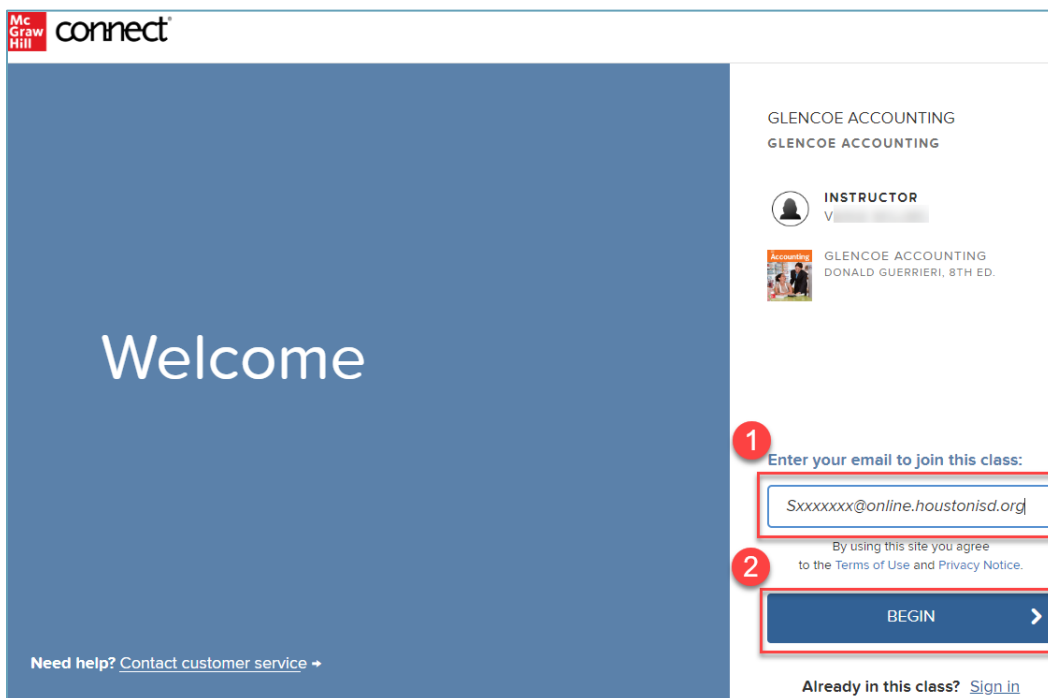 Mc
Graw
Hill
connect®
GLENCOE ACCOUNTING
GLENCOE ACCOUNTING
INSTRUCTOR
V
Accounting
GLENCOE ACCOUNTING
DONALD GUERRIERI, 8TH ED.
Welcome
1
Enter your email to join this class:
Sxxxxxxx@online.houstonisd.org
By using this site you agree
to the Terms of Use and Privacy Notice.
2
BEGIN
Need help? Contact customer service →
Already in this class? Sign in